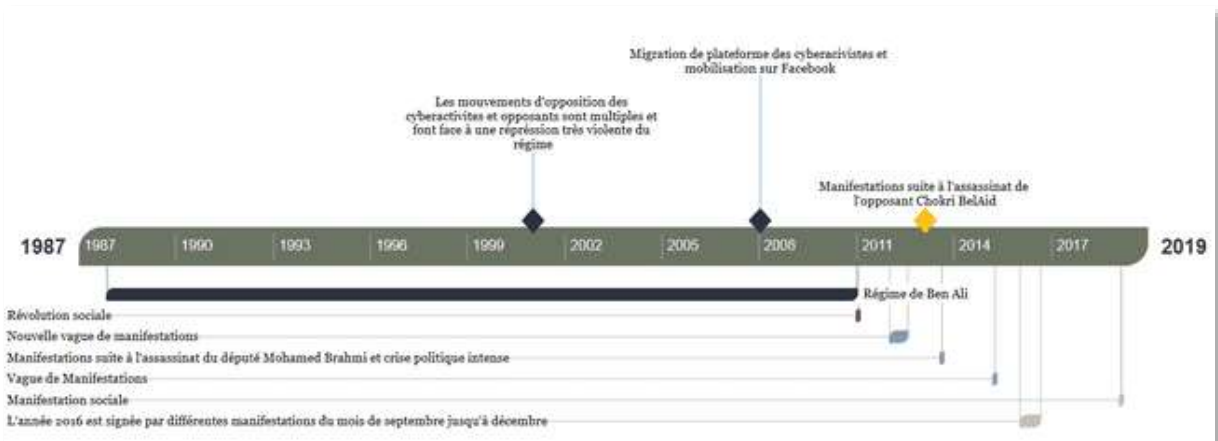 Migration de plateforme des cyberacivistes et
mobilisation sur Facebook
Les mouvements d'opposition des
cyberactivites et opposants sont multiples et
font face à une répréssion très violente du
régime
Manifestations suite à l'assassinat de
l'opposant Chokri BelAid
1987 1987 1990 1993 1996 1999 2002 2005 2008 2011 2014 2017 2019
Régime de Ben Ali
Révolution sociale
Nouvelle vague de manifestations
Manifestations suite à l'assassinat du député Mohamed Brahmi et crise politique intense
Vague de Manifestations
Manifestation sociale
L'année 2016 est signée par différentes manifestations du mois de septembre jusqu'à décembre